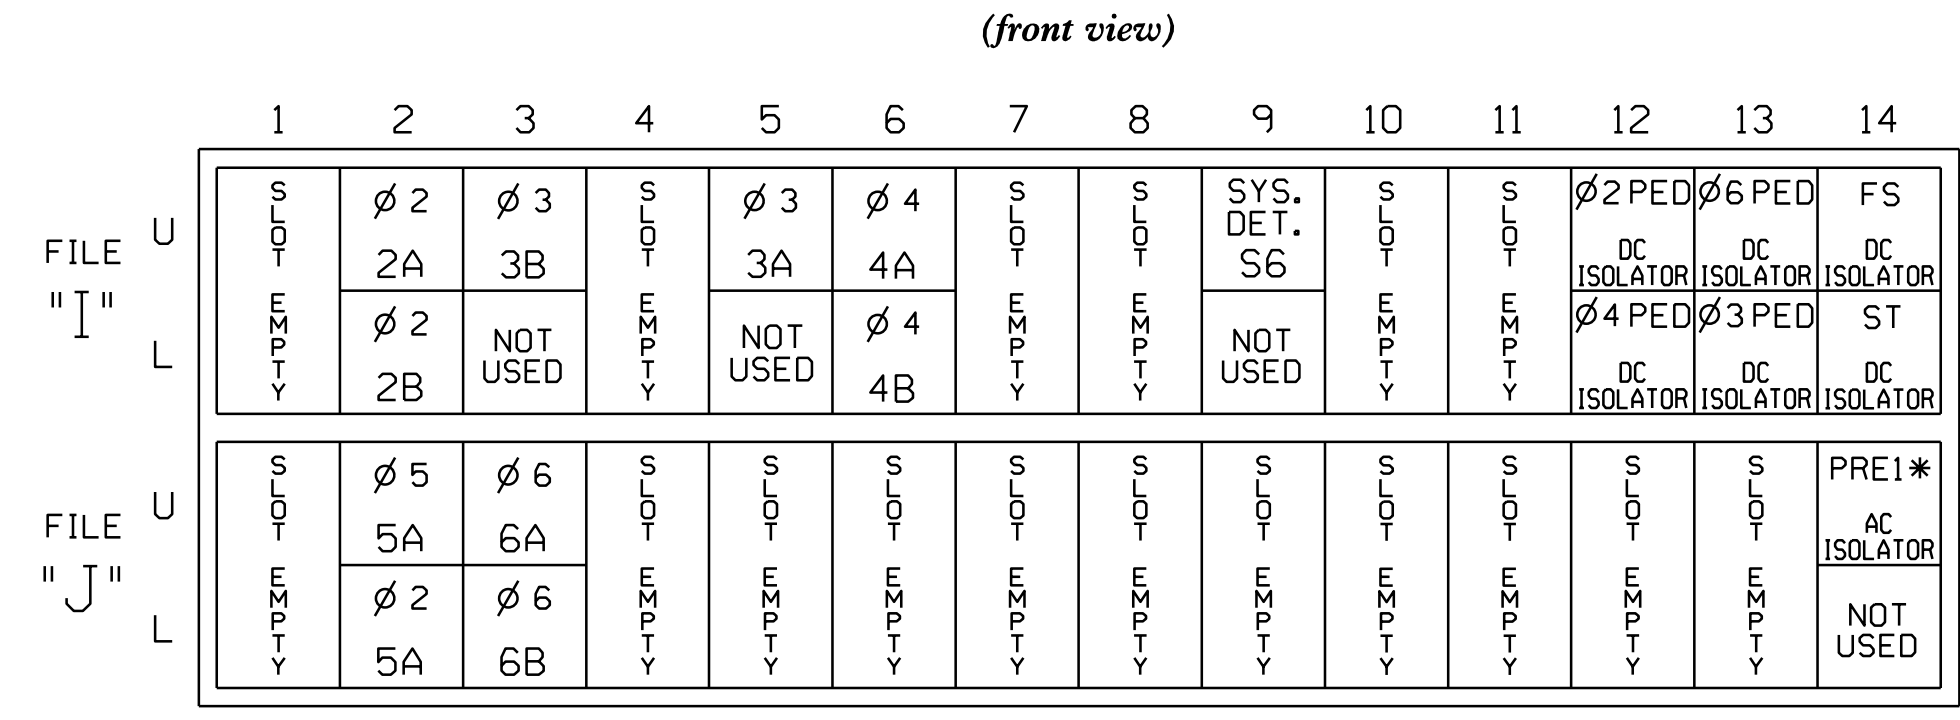 (front view)
1 2 3 4 5 6 7 8 9 10 11 12 13 14
FILE "I"
U
L
SLOT EMPTY
Ø 2
2A
Ø 2
2B
Ø 3
3B
NOT
USED
SLOT EMPTY
Ø 3
3A
NOT
USED
Ø 4
4A
Ø 4
4B
SLOT EMPTY
SLOT EMPTY
SYS.
DET.
S6
NOT
USED
SLOT EMPTY
SLOT EMPTY
Ø2 PED
DC
ISOLATOR
Ø4 PED
DC
ISOLATOR
Ø6 PED
DC
ISOLATOR
Ø3 PED
DC
ISOLATOR
FS
DC
ISOLATOR
ST
DC
ISOLATOR
FILE "J"
U
L
SLOT EMPTY
Ø 5
5A
Ø 2
5A
Ø 6
6A
Ø 6
6B
SLOT EMPTY
SLOT EMPTY
SLOT EMPTY
SLOT EMPTY
SLOT EMPTY
SLOT EMPTY
SLOT EMPTY
SLOT EMPTY
SLOT EMPTY
SLOT EMPTY
PRE1*
AC
ISOLATOR
NOT
USED